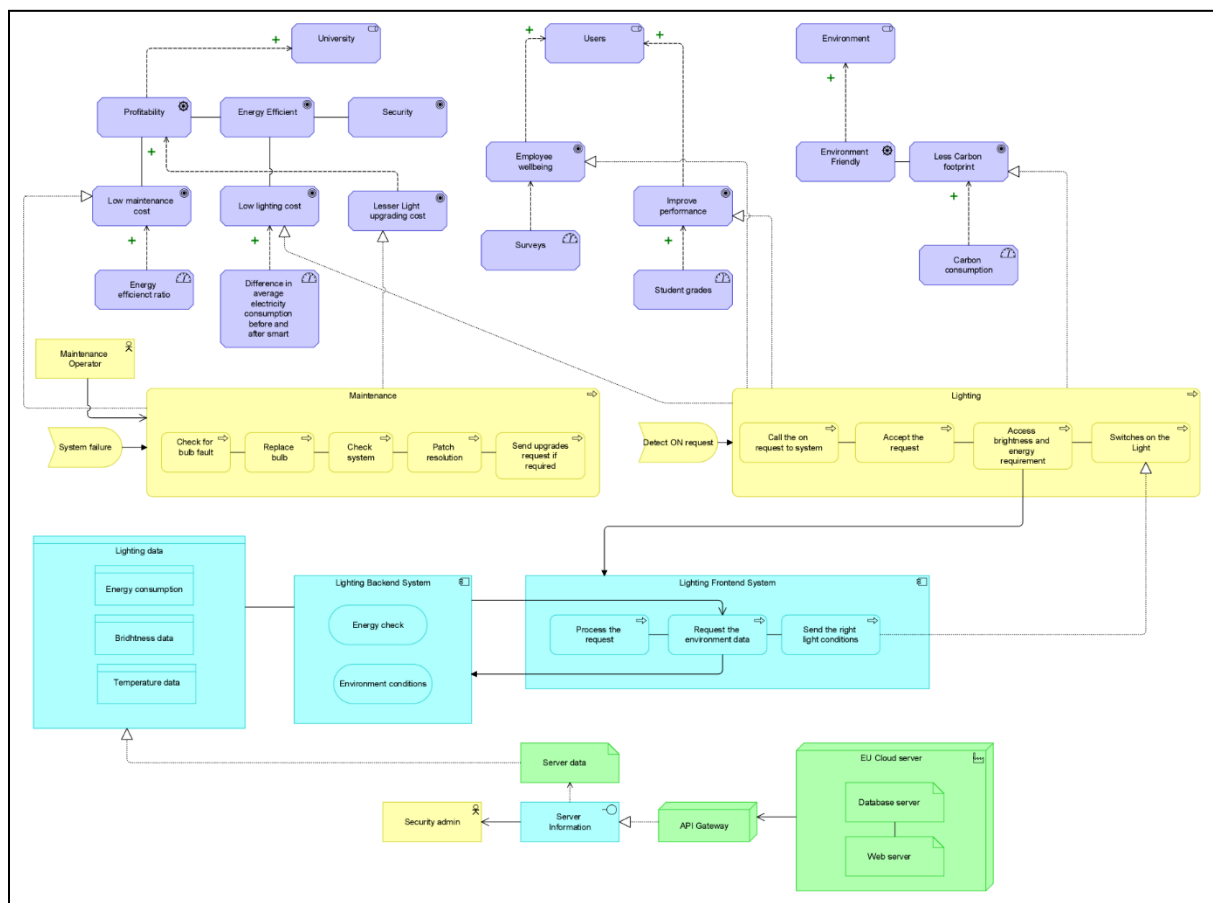 University
Users
Environment
+
+
+
+
Profitability
Energy Efficient
Security
+
Employee
wellbeing
Environment
Friendly
Less Carbon
footprint
Low maintenance
cost
Low lighting cost
Lesser Light
upgrading cost
Improve
performance
+
+
+
+
Surveys
Carbon
consumption
Energy
efficienct ratio
Difference in
average
electricity
consumption
before and
after smart
Student grades
Maintenance
Operator
Maintenance
Lighting
System failure
Check for
bulb fault
Replace
bulb
Check
system
Patch
resolution
Send upgrades
request if
required
Detect ON request
Call the on
request to system
Accept the
request
Access
brightness and
energy
requirement
Switches on the
Light
Lighting data
Energy consumption
Bridhtness data
Temperature data
Lighting Backend System
Energy check
Environment conditions
Lighting Frontend System
Process the
request
Request the
environment data
Send the right
light conditions
Server data
EU Cloud server
Database server
Web server
Security admin
Server
Information
API Gateway